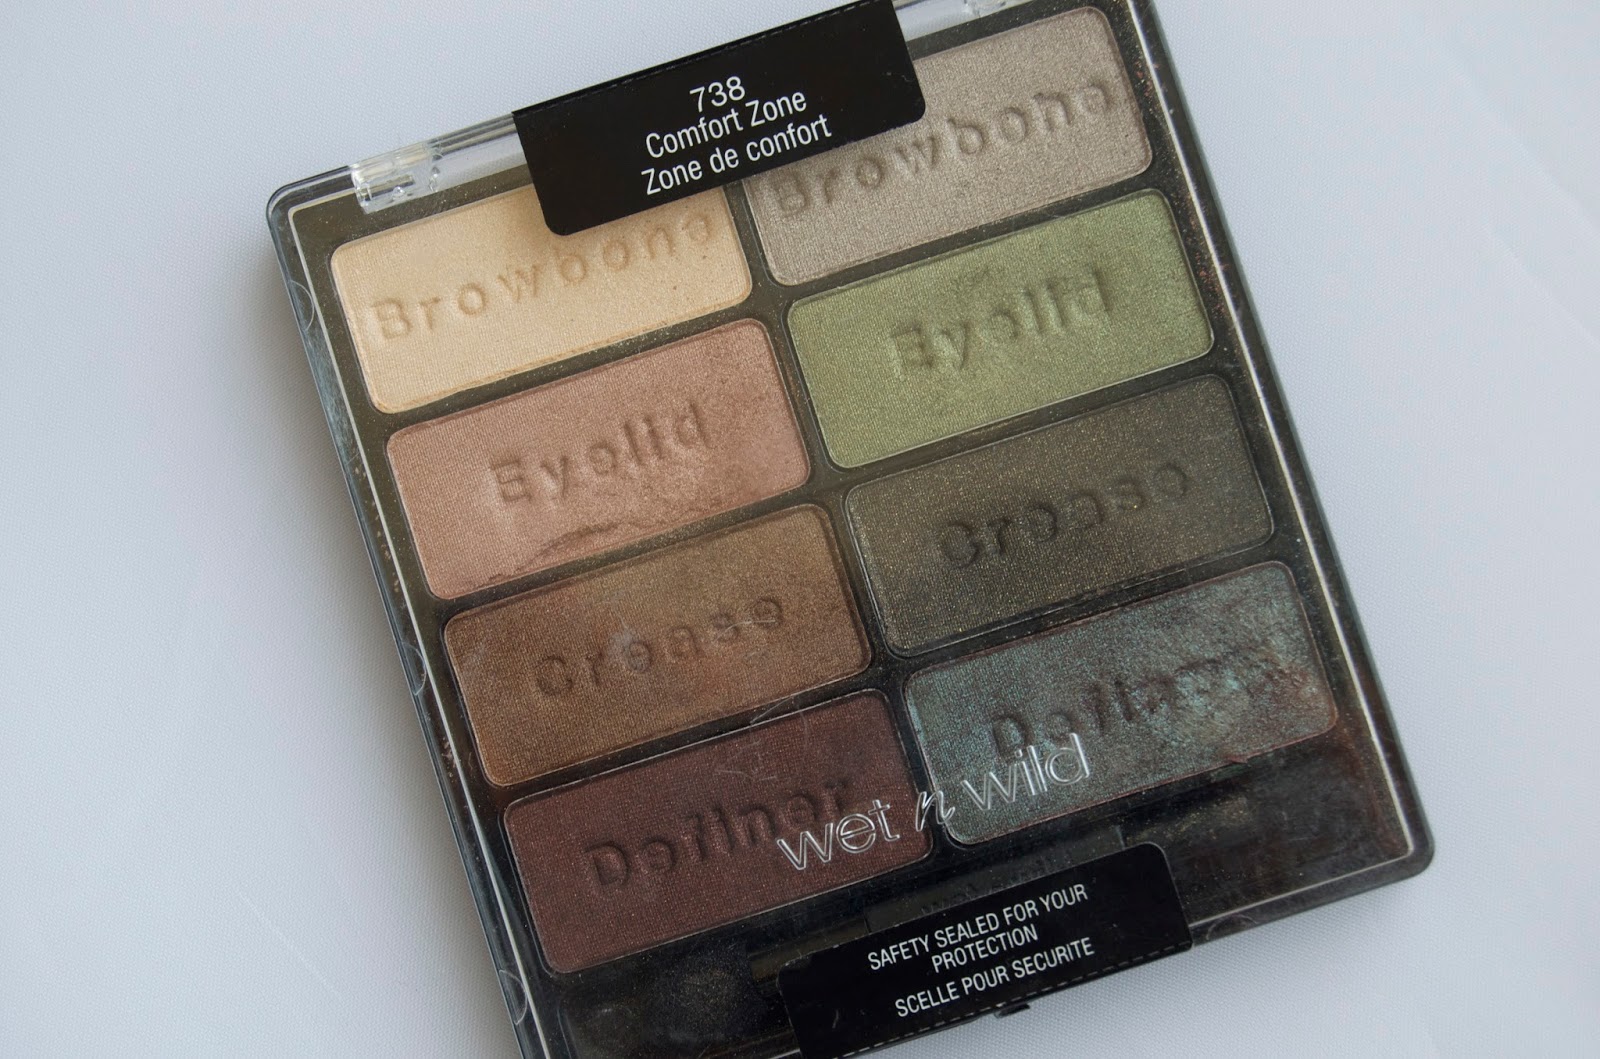 738
Comfort Zone
Zone de confort
Browbone
Browbone
Eyelid
Eyelid
Crease
Crease
Definer
Definer
wet n wild
SAFETY SEALED FOR YOUR
PROTECTION
SCELLE POUR SECURITE